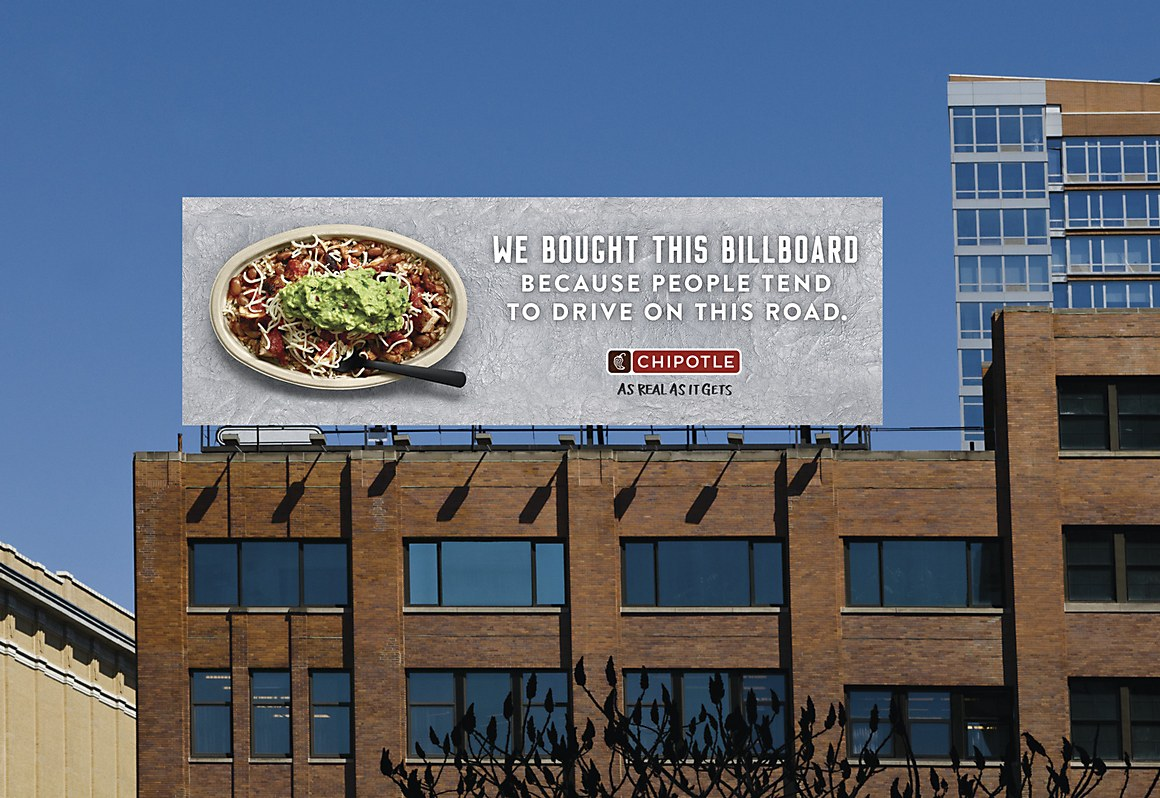 WE BOUGHT THIS BILLBOARD
BECAUSE PEOPLE TEND
TO DRIVE ON THIS ROAD.
CHIPOTLE
AS REAL AS IT GETS